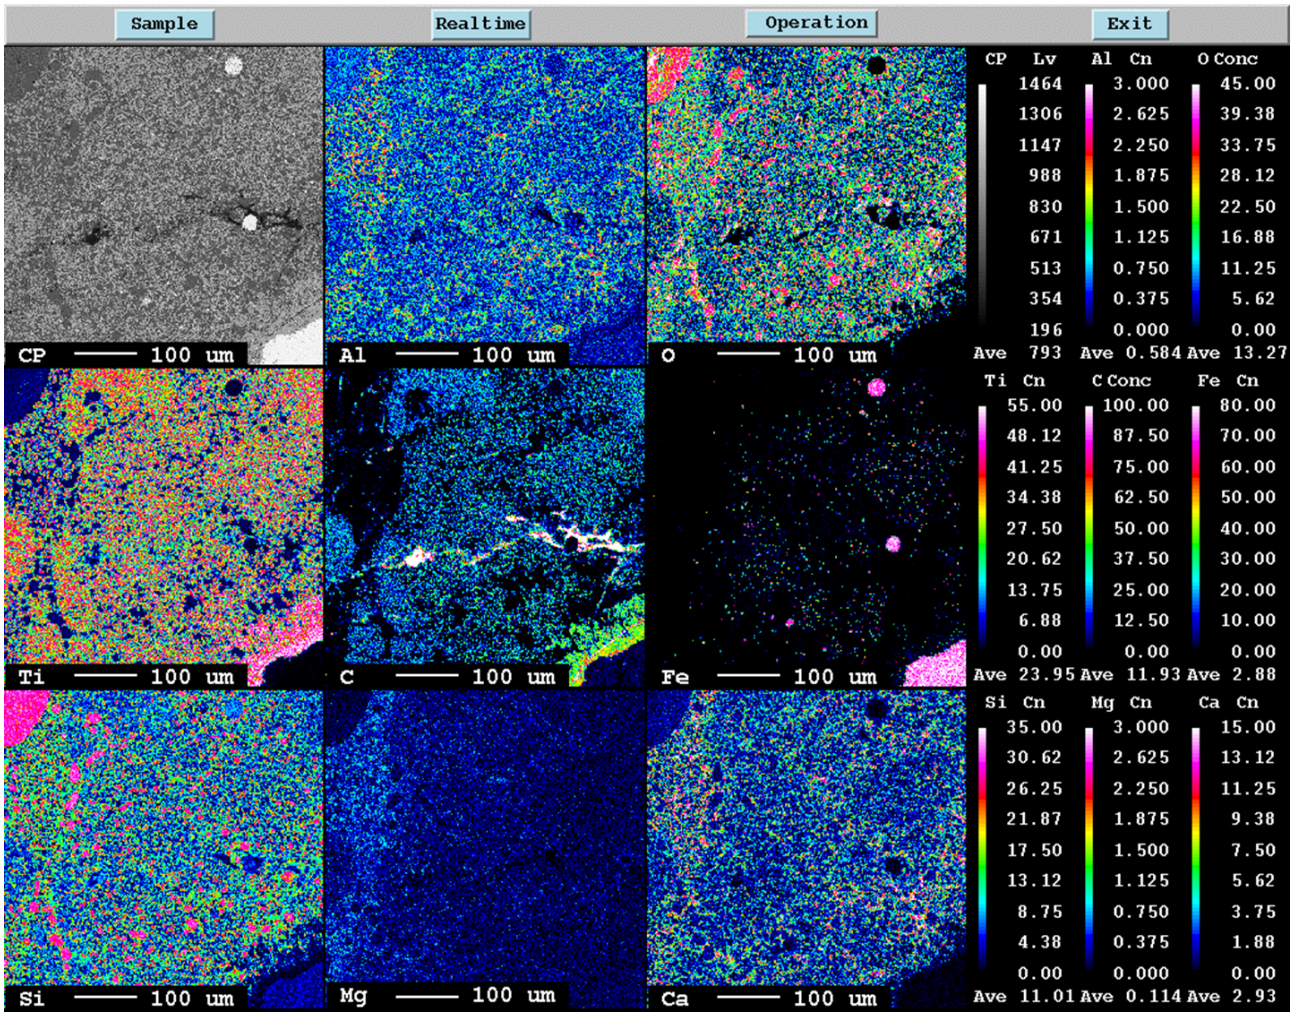 Sample Realtime Operation Exit
CP Lv Al Cn O Conc
1464 3.000 45.00
1306 2.625 39.38
1147 2.250 33.75
988 1.875 28.12
830 1.500 22.50
671 1.125 16.88
513 0.750 11.25
354 0.375 5.62
196 0.000 0.00
Ave 793 Ave 0.584 Ave 13.27
CP 100 um Al 100 um O 100 um
Ti Cn C Conc Fe Cn
55.00 100.00 80.00
48.12 87.50 70.00
41.25 75.00 60.00
34.38 62.50 50.00
27.50 50.00 40.00
20.62 37.50 30.00
13.75 25.00 20.00
6.88 12.50 10.00
0.00 0.00 0.00
Ave 23.95 Ave 11.93 Ave 2.88
Ti 100 um C 100 um Fe 100 um
Si Cn Mg Cn Ca Cn
35.00 3.000 15.00
30.62 2.625 13.12
26.25 2.250 11.25
21.87 1.875 9.38
17.50 1.500 7.50
13.12 1.125 5.62
8.75 0.750 3.75
4.38 0.375 1.88
0.00 0.000 0.00
Ave 11.01 Ave 0.114 Ave 2.93
Si 100 um Mg 100 um Ca 100 um